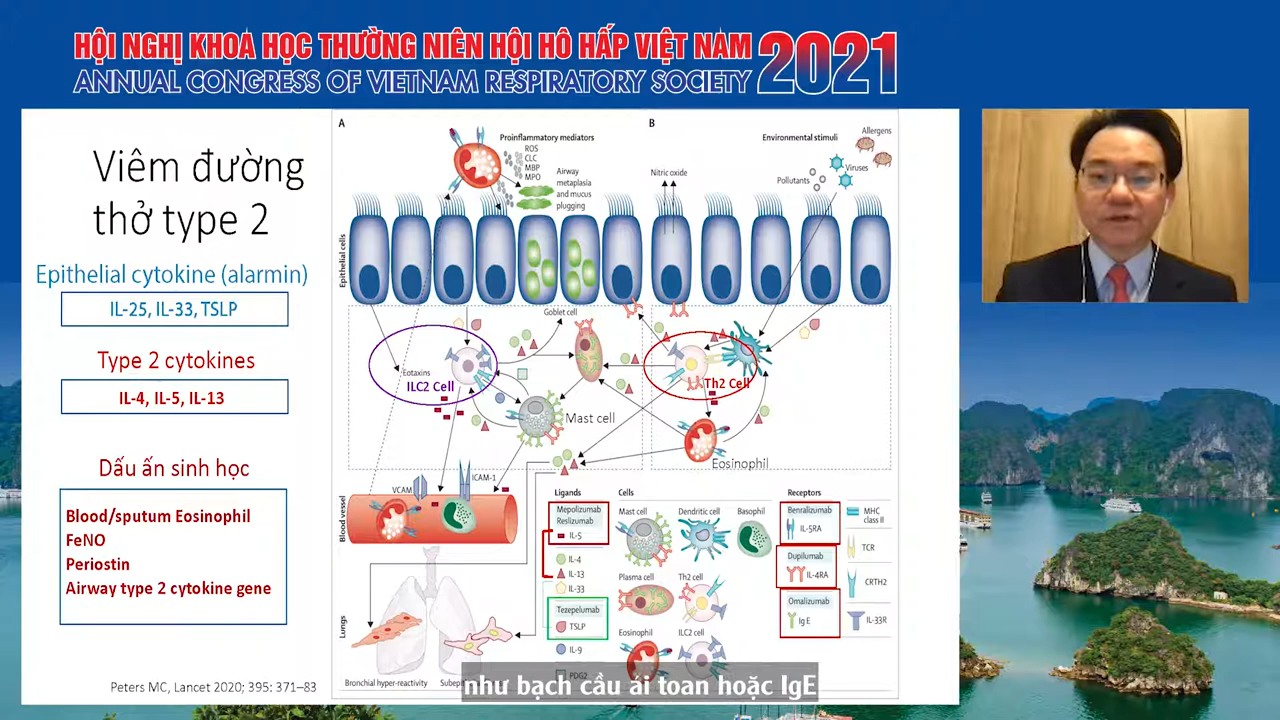 HỘI NGHỊ KHOA HỌC THƯỜNG NIÊN HỘI HÔ HẤP VIỆT NAM 2021
ANNUAL CONGRESS OF VIETNAM RESPIRATORY SOCIETY
Viêm đường
thở type 2
Epithelial cytokine (alarmin)
IL-25, IL-33, TSLP
Type 2 cytokines
IL-4, IL-5, IL-13
Dấu ấn sinh học
Blood/sputum Eosinophil
FeNO
Periostin
Airway type 2 cytokine gene
Peters MC, Lancet 2020; 395: 371–83
A
Proinflammatory mediators
ROS
CLC
MBP
MPO
Airway
metaplasia
and mucus
plugging
B
Environmental stimuli
Allergens
Viruses
Pollutants
Nitric oxide
Epithelial cells
Goblet cell
Eotaxins
ILC2 Cell
Th2 Cell
Mast cell
Eosinophil
VCAM
ICAM-1
Blood vessel
Lungs
Bronchial hyper-reactivity
Ligands
Mepolizumab
Reslizumab
IL-5
IL-4
IL-13
IL-33
Tezepelumab
TSLP
IL-9
PDG2
Cells
Mast cell
Dendritic cell
Basophil
Plasma cell
Th2 cell
Eosinophil
ILC2 cell
Receptors
Benralizumab
IL-5RA
Dupilumab
IL-4RA
Omalizumab
Ig E
MHC
class II
TCR
CRTH2
IL-33R
như bạch cầu ái toan hoặc IgE